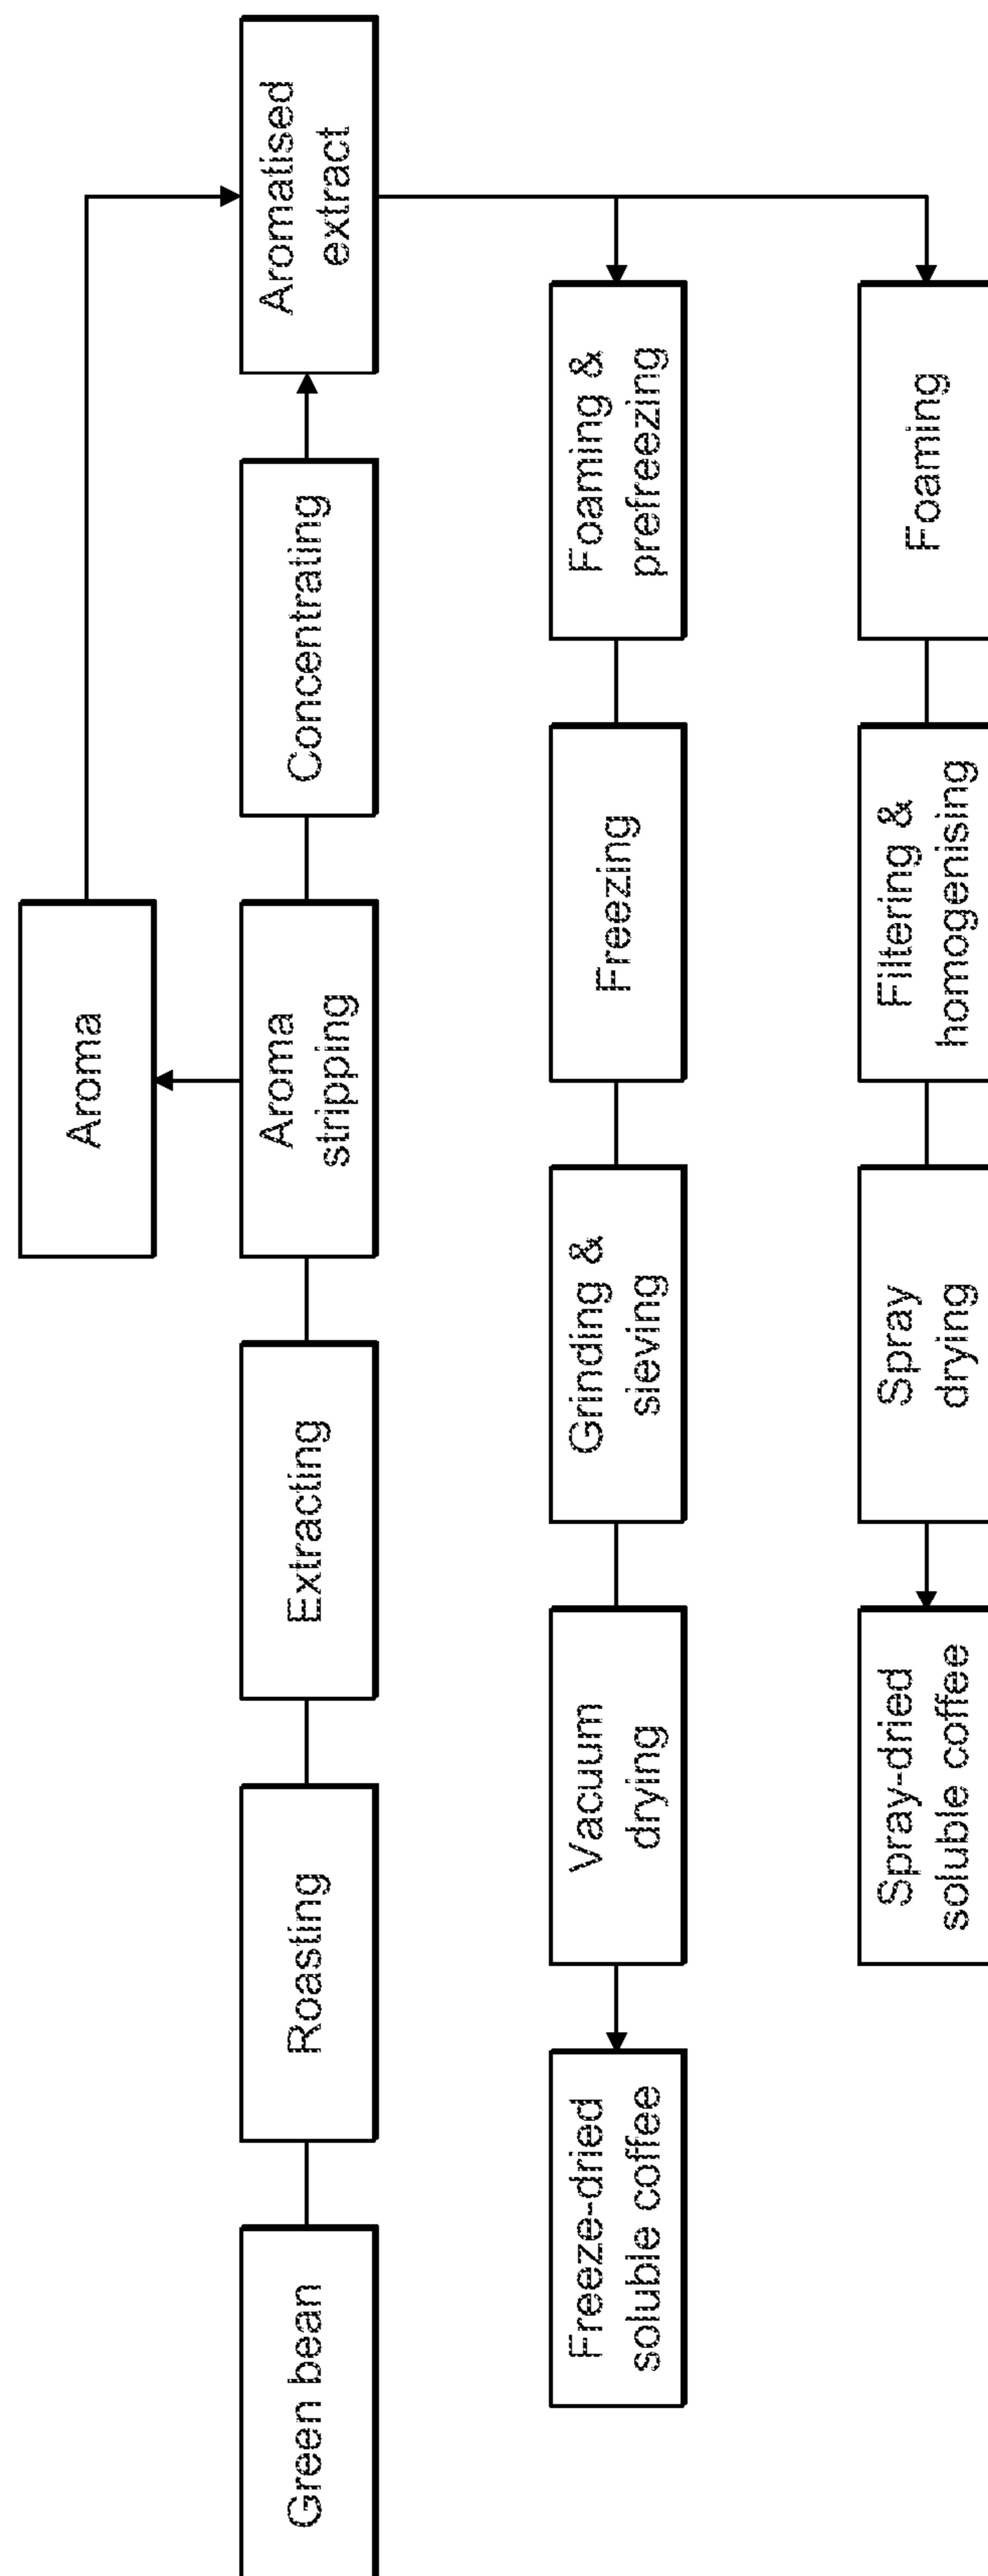 Aroma
Green bean
Roasting
Extracting
Aroma
stripping
Concentrating
Aromatised
extract
Freeze-dried
soluble coffee
Vacuum
drying
Grinding &
sieving
Freezing
Foaming &
prefreezing
Spray-dried
soluble coffee
Spray
drying
Filtering &
homogenising
Foaming